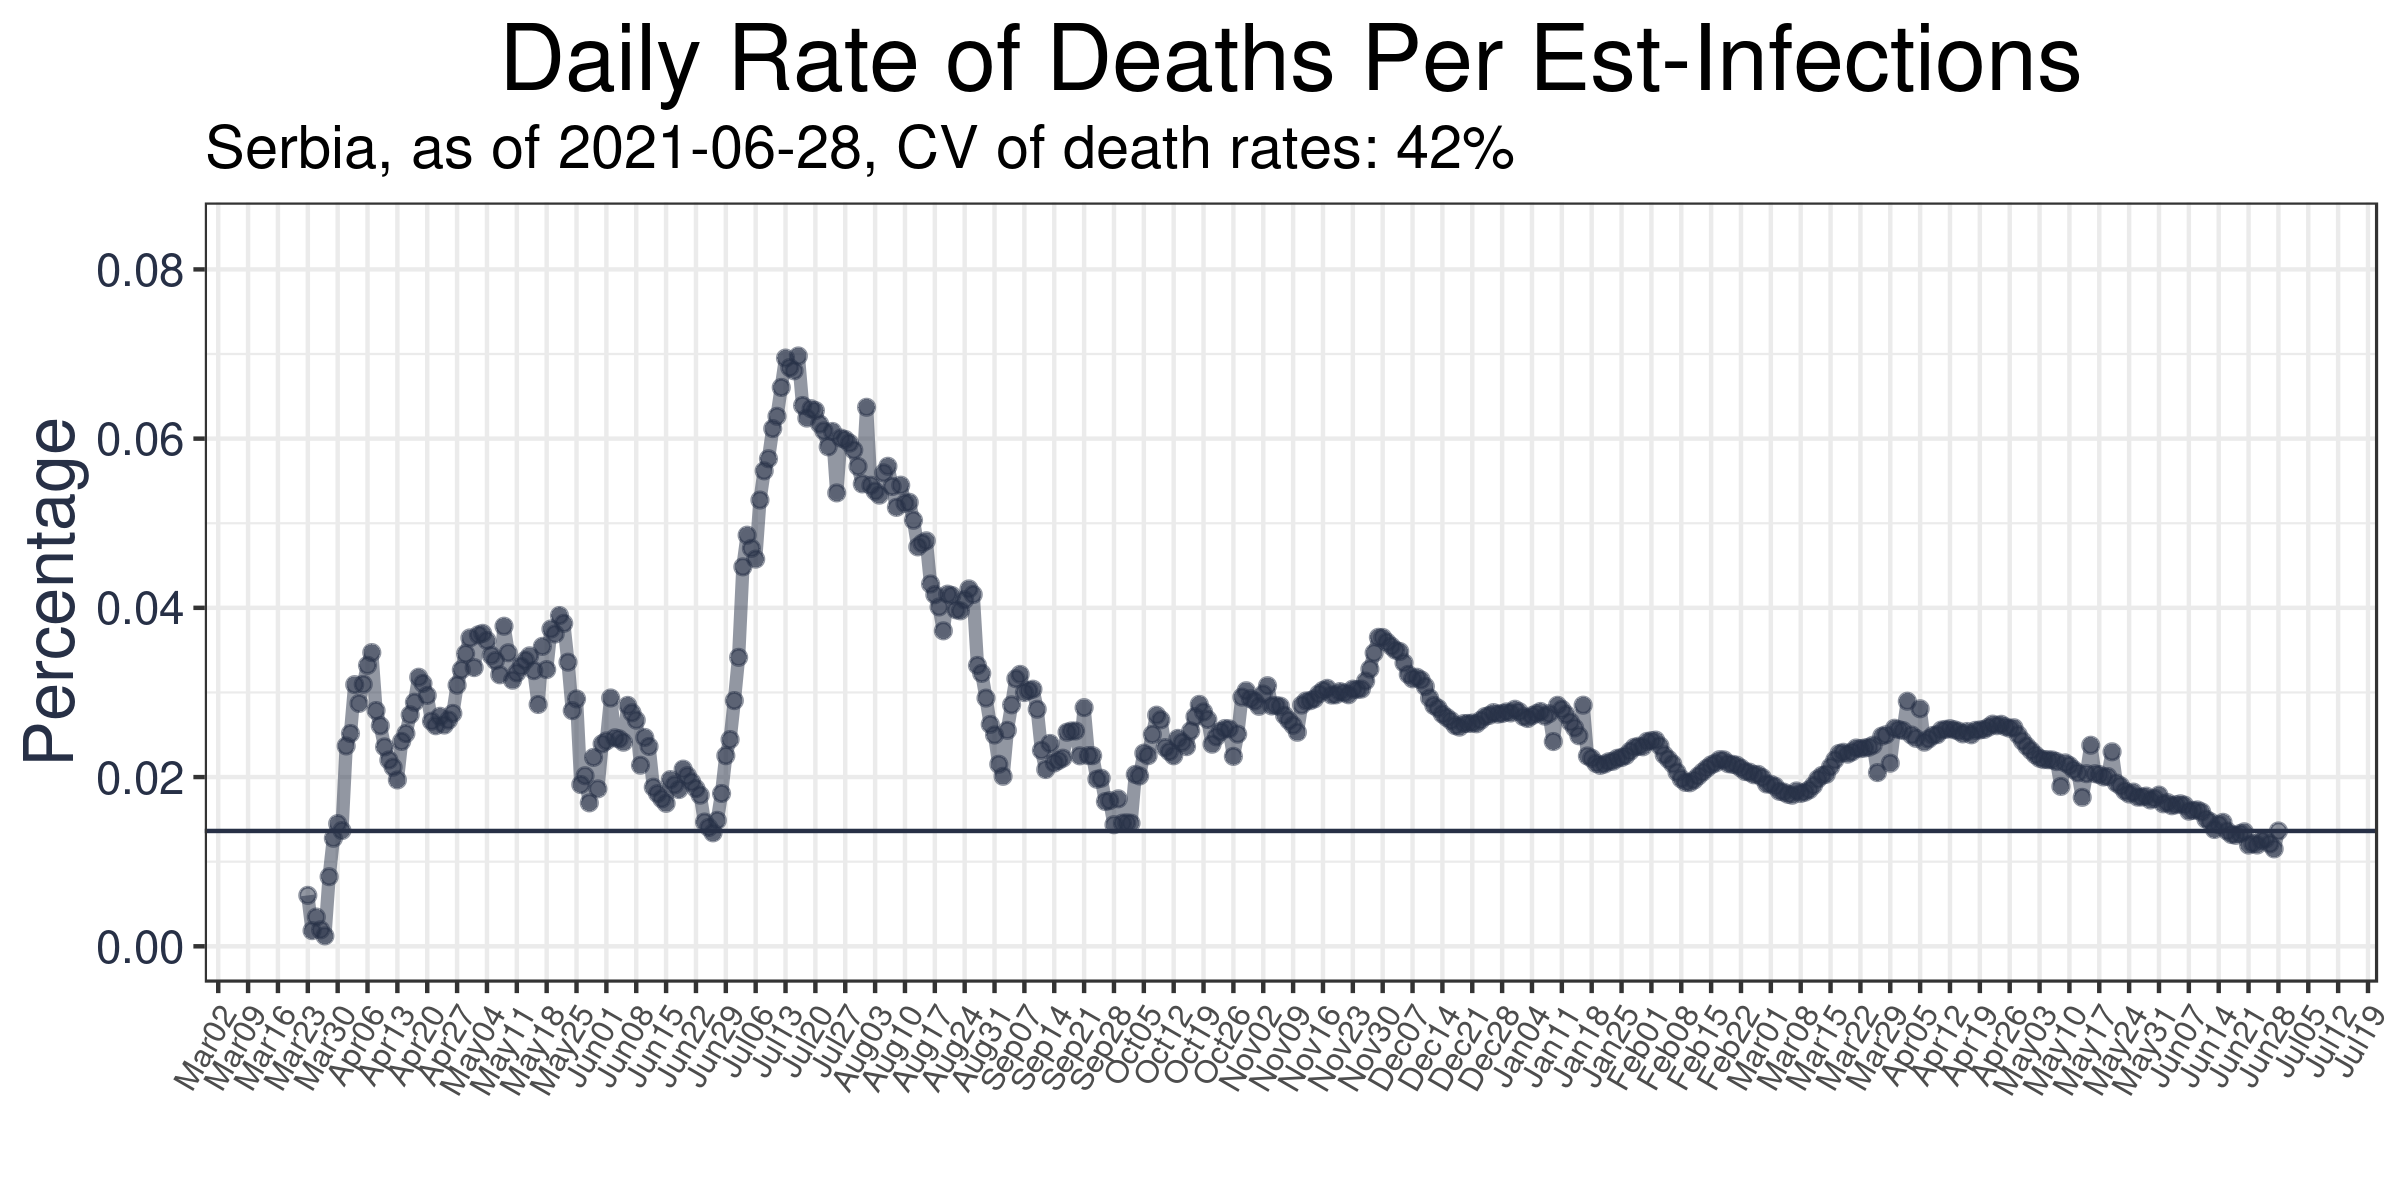 Daily Rate of Deaths Per Est-Infections
Serbia, as of 2021-06-28, CV of death rates: 42%
Percentage
0.08
0.06
0.04
0.02
0.00
Mar02
Mar09
Mar16
Mar23
Mar30
Apr06
Apr13
Apr20
Apr27
May04
May11
May18
May25
Jun01
Jun08
Jun15
Jun22
Jun29
Jul06
Jul13
Jul20
Jul27
Aug03
Aug10
Aug17
Aug24
Aug31
Sep07
Sep14
Sep21
Sep28
Oct05
Oct12
Oct19
Oct26
Nov02
Nov09
Nov16
Nov23
Nov30
Dec07
Dec14
Dec21
Dec28
Jan04
Jan11
Jan18
Jan25
Feb01
Feb08
Feb15
Feb22
Mar01
Mar08
Mar15
Mar22
Mar29
Apr05
Apr12
Apr19
Apr26
May03
May10
May17
May24
May31
Jun07
Jun14
Jun21
Jun28
Jul05
Jul12
Jul19